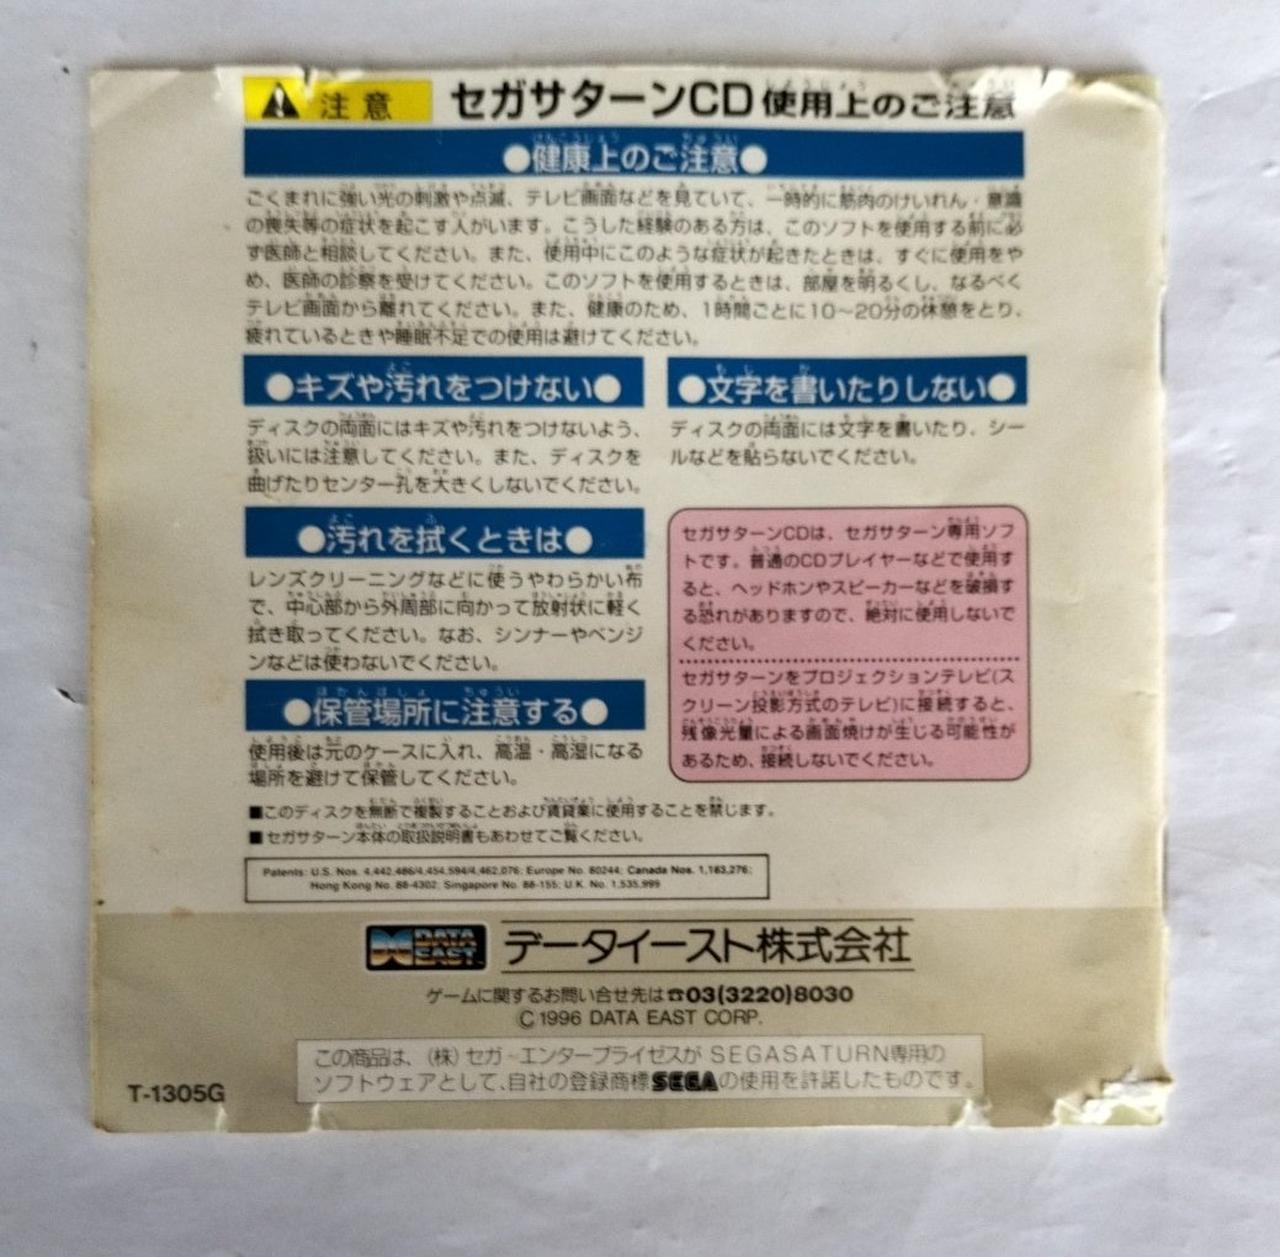 注意 セガサターンCD使用上のご注意
●健康上のご注意●
ごくまれに強い光の刺激や点滅、テレビ画面などを見ていて、一時的に筋肉のけいれん・意識
の喪失等の症状を起こす人がいます。こうした経験のある方は、このソフトを使用する前に必
ず医師と相談してください。また、使用中にこのような症状が起きたときは、すぐに使用をや
め、医師の診察を受けてください。このソフトを使用するときは、部屋を明るくし、なるべく
テレビ画面から離れてください。また、健康のため、1時間ごとに10〜20分の休憩をとり、
疲れているときや睡眠不足での使用は避けてください。
●キズや汚れをつけない●
ディスクの両面にはキズや汚れをつけないよう、
扱いには注意してください。また、ディスクを
曲げたりセンター孔を大きくしないでください。
●文字を書いたりしない●
ディスクの両面には文字を書いたり、シー
ルなどを貼らないでください。
●汚れを拭くときは●
レンズクリーニングなどに使うやわらかい布
で、中心部から外周部に向かって放射状に軽く
拭き取ってください。なお、シンナーやベンジ
ンなどは使わないでください。
●保管場所に注意する●
使用後は元のケースに入れ、高温・高湿になる
場所を避けて保管してください。
セガサターンCDは、セガサターン専用ソフ
トです。普通のCDプレイヤーなどで使用す
ると、ヘッドホンやスピーカーなどを破損す
る恐れがありますので、絶対に使用しないで
ください。
セガサターンをプロジェクションテレビ(ス
クリーン投影方式のテレビ)に接続すると、
残像光量による画面焼けが生じる可能性が
あるため、接続しないでください。
■このディスクを無断で複製することおよび賃貸業に使用することを禁じます。
■セガサターン本体の取扱説明書もあわせてご覧ください。
Patents: U.S. Nos. 4,442,486/4,454,594/4,462,076; Europe No. 80244; Canada Nos. 1,183,276;
Hong Kong No. 88-4302; Singapore No. 88-155; U.K. No. 1,535,999
DATA EAST データイースト株式会社
ゲームに関するお問い合せ先は☎03(3220)8030
© 1996 DATA EAST CORP.
この商品は、(株)セガ・エンタープライゼスがSEGASATURN専用の
ソフトウェアとして、自社の登録商標SEGAの使用を許諾したものです。
T-1305G